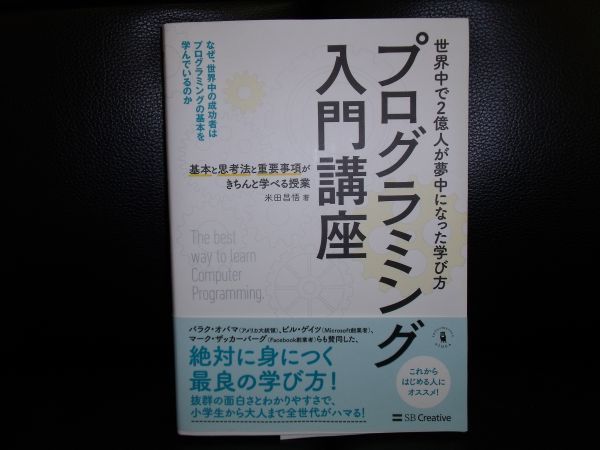 世界中で2億人が夢中になった学び方
プログラミング
入門講座
なぜ、世界中の成功者は
プログラミングの基本を
学んでいるのか
基本と思考法と重要事項が
きちんと学べる授業
米田昌悟 著
The best
way to learn
Computer
Programming.
バラク・オバマ(アメリカ大統領)、ビル・ゲイツ(Microsoft創業者)、
マーク・ザッカーバーグ(Facebook創業者)らも賛同した、
絶対に身につく
最良の学び方!
抜群の面白さとわかりやすさで、
小学生から大人まで全世代がハマる!
これから
はじめる人に
オススメ!
SB Creative